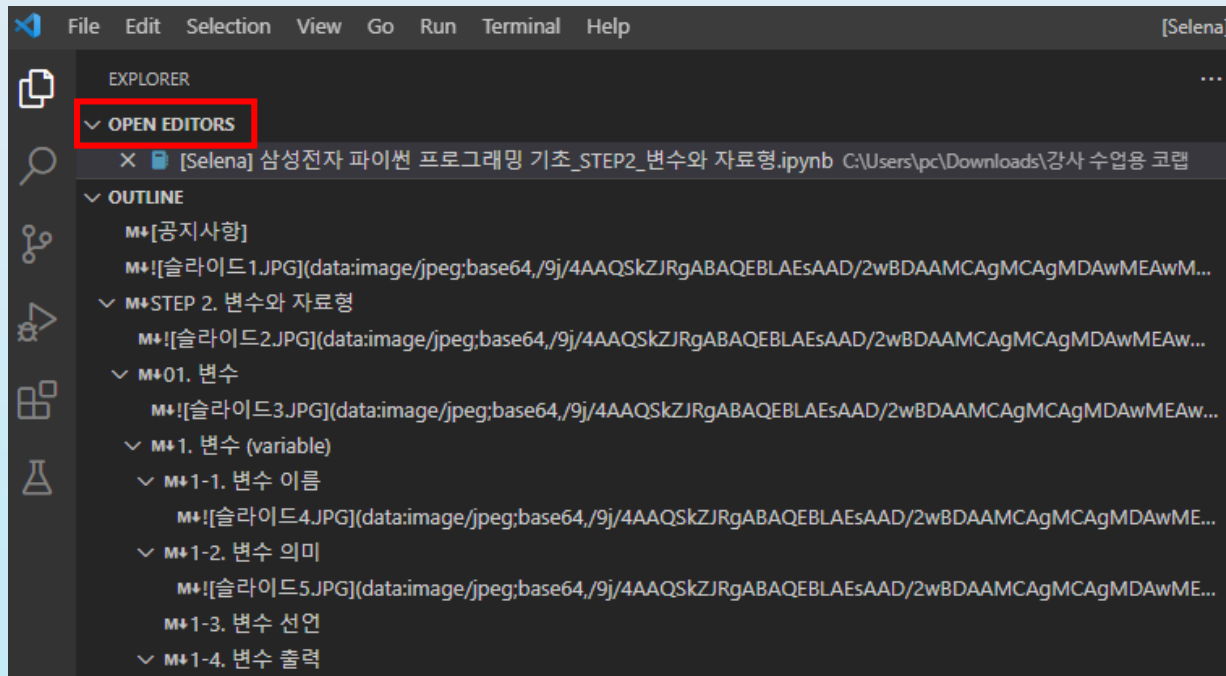 File Edit Selection View Go Run Terminal Help [Selena]
EXPLORER ...
OPEN EDITORS
[Selena] 삼성전자 파이썬 프로그래밍 기초_STEP2_변수와 자료형.ipynb C:\Users\pc\Downloads\강사 수업용 코랩
OUTLINE
M↓[공지사항]
M↓![슬라이드1.JPG](data:image/jpeg;base64,/9j/4AAQSkZJRgABAQEBLAEsAAD/2wBDAAMCAgMCAgMDAwMEAwM...
M↓STEP 2. 변수와 자료형
M↓![슬라이드2.JPG](data:image/jpeg;base64,/9j/4AAQSkZJRgABAQEBLAEsAAD/2wBDAAMCAgMCAgMDAwMEAw...
M↓01. 변수
M↓![슬라이드3.JPG](data:image/jpeg;base64,/9j/4AAQSkZJRgABAQEBLAEsAAD/2wBDAAMCAgMCAgMDAwMEAw...
M↓1. 변수 (variable)
M↓1-1. 변수 이름
M↓![슬라이드4.JPG](data:image/jpeg;base64,/9j/4AAQSkZJRgABAQEBLAEsAAD/2wBDAAMCAgMCAgMDAwME...
M↓1-2. 변수 의미
M↓![슬라이드5.JPG](data:image/jpeg;base64,/9j/4AAQSkZJRgABAQEBLAEsAAD/2wBDAAMCAgMCAgMDAwME...
M↓1-3. 변수 선언
M↓1-4. 변수 출력